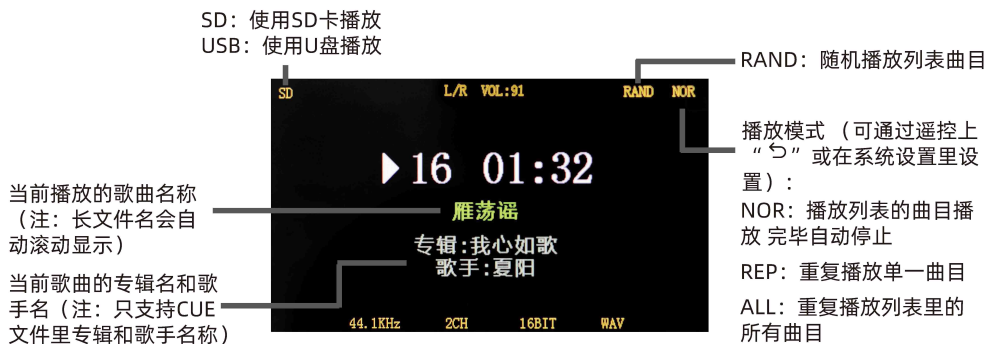 SD：使用SD卡播放
USB：使用U盘播放
RAND：随机播放列表曲目
SD
L/R VOL:91
RAND NOR
播放模式 （可通过遥控上
“ ↶ ” 或在系统设置里设
置）：
▶16 01:32
当前播放的歌曲名称
（注：长文件名会自
动滚动显示）
雁荡谣
NOR：播放列表的曲目播
放 完毕自动停止
专辑:我心如歌
歌手:夏阳
REP：重复播放单一曲目
当前歌曲的专辑名和歌
手名（注：只支持CUE
文件里专辑和歌手名称）
ALL：重复播放列表里的
所有曲目
44.1KHz 2CH 16BIT WAV